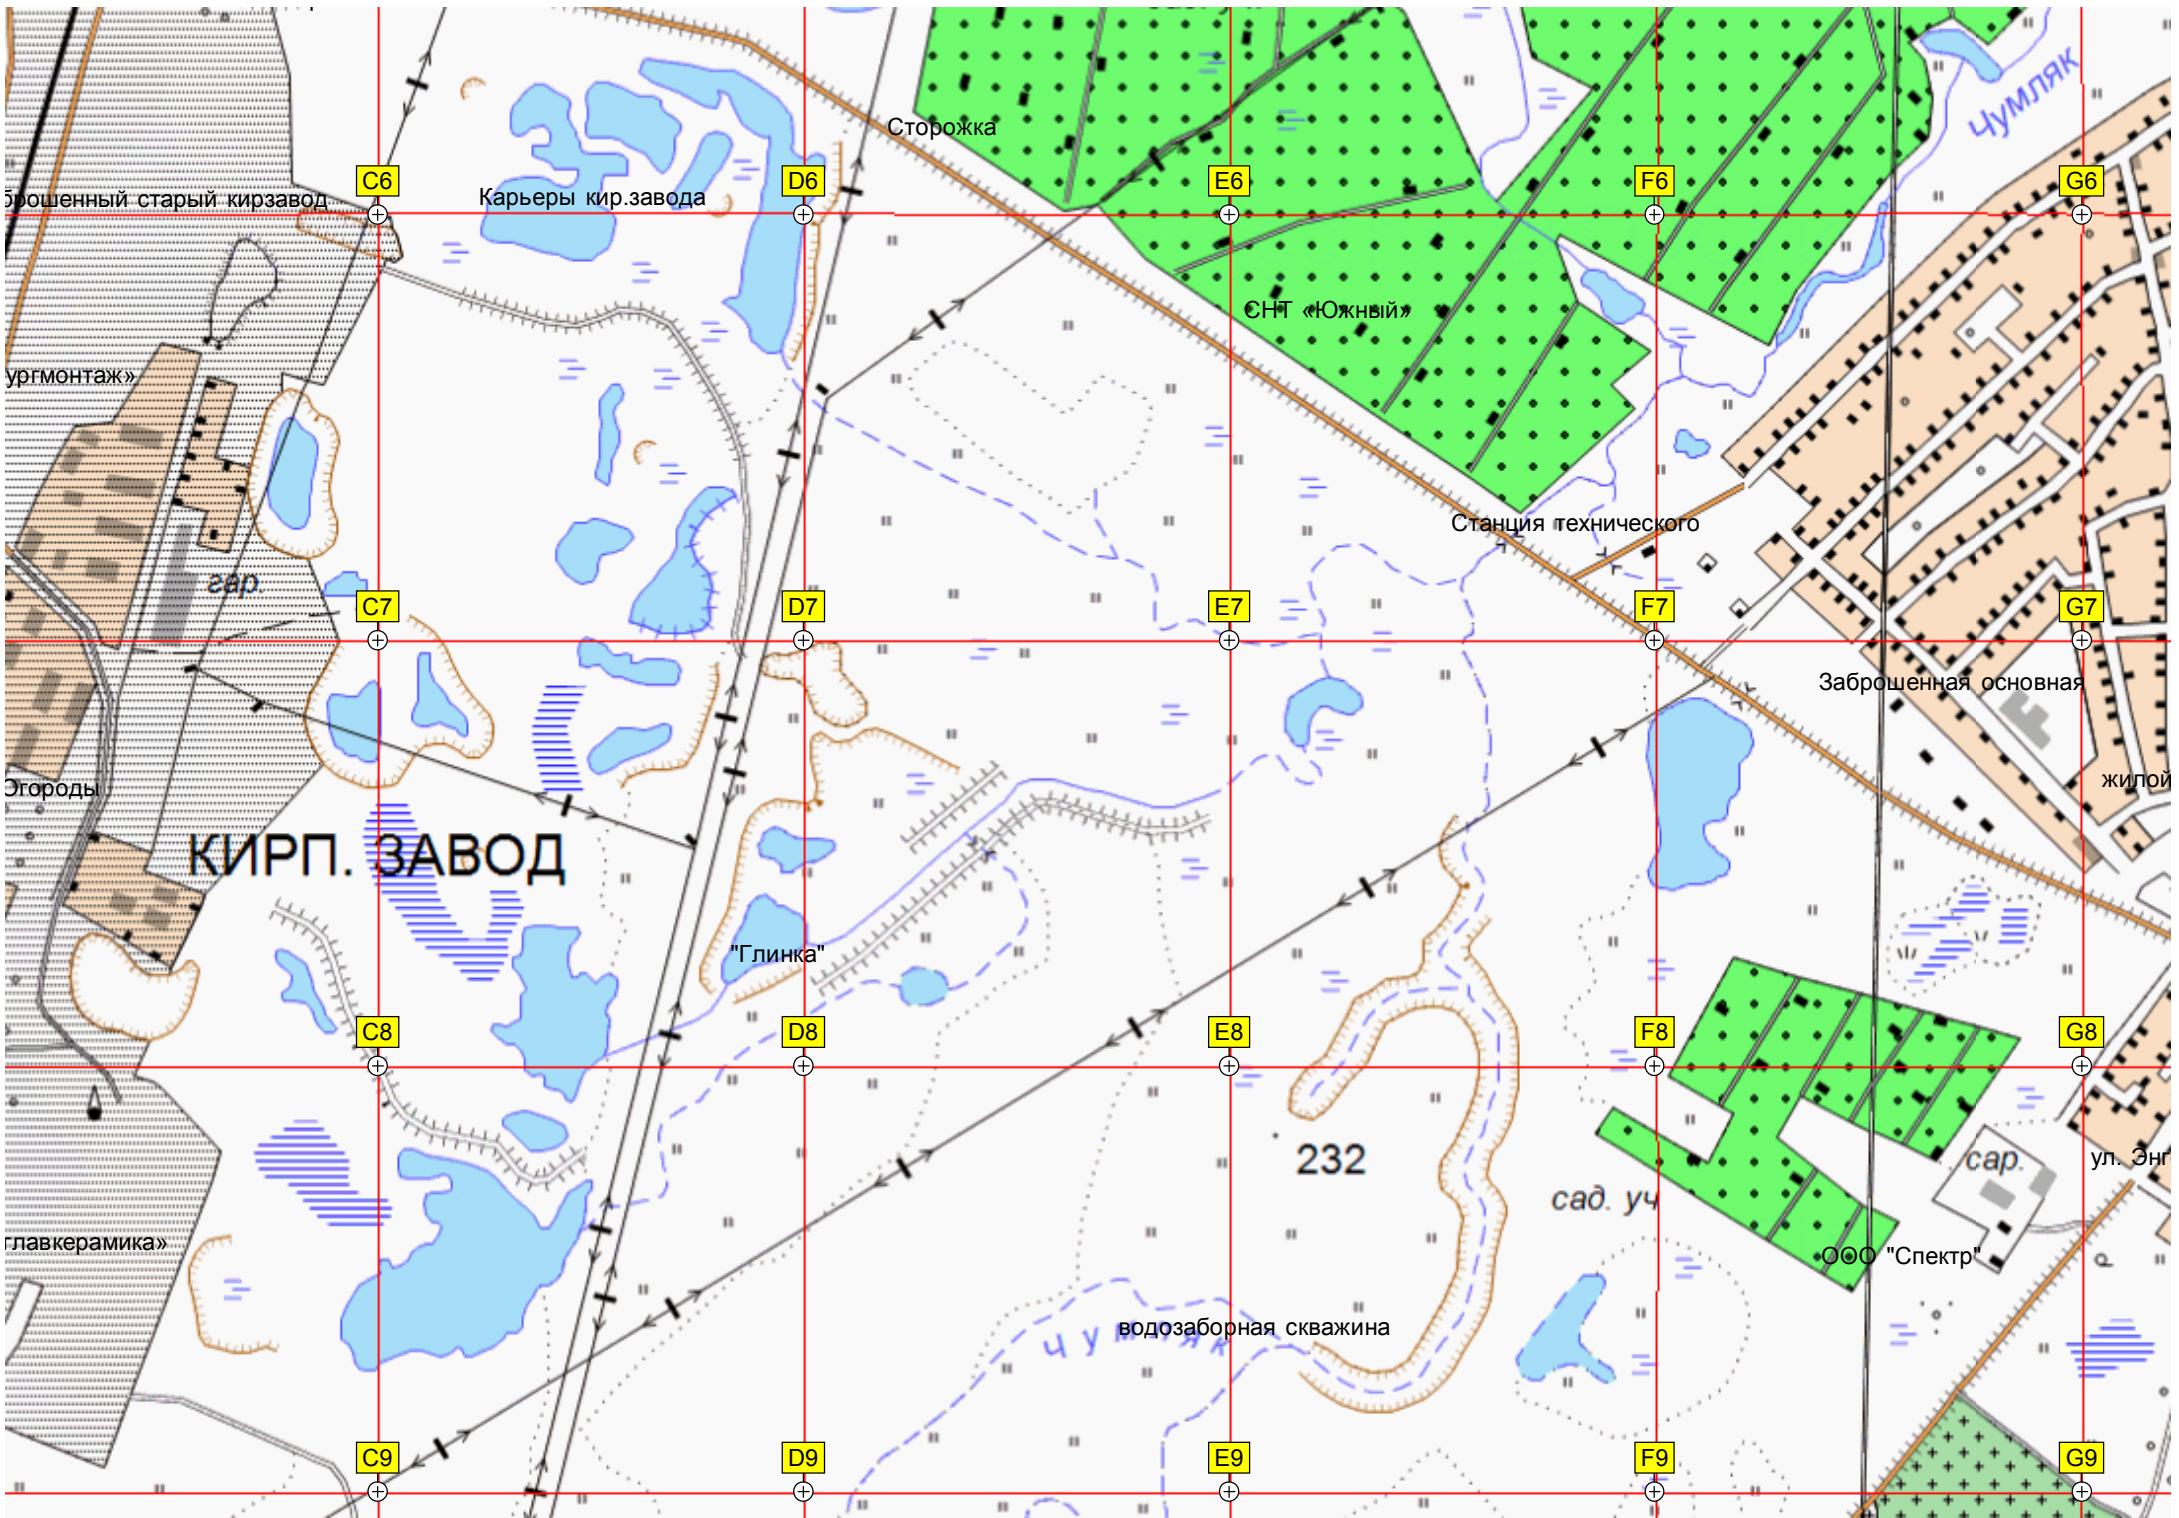 Чумляк
Сторожка
C6
D6
E6
F6
G6
брошенный старый кирзавод
Карьеры кир.завода
СНТ «Южный»
ургмонтаж»
Станция технического
гар.
C7
D7
E7
F7
G7
Заброшенная основная
жилой
Огороды
КИРП. ЗАВОД
"Глинка"
C8
D8
E8
F8
G8
232
сар.
ул. Энг
сад. уч
главкерамика»
ООО "Спектр"
водозаборная скважина
Чумляк
C9
D9
E9
F9
G9